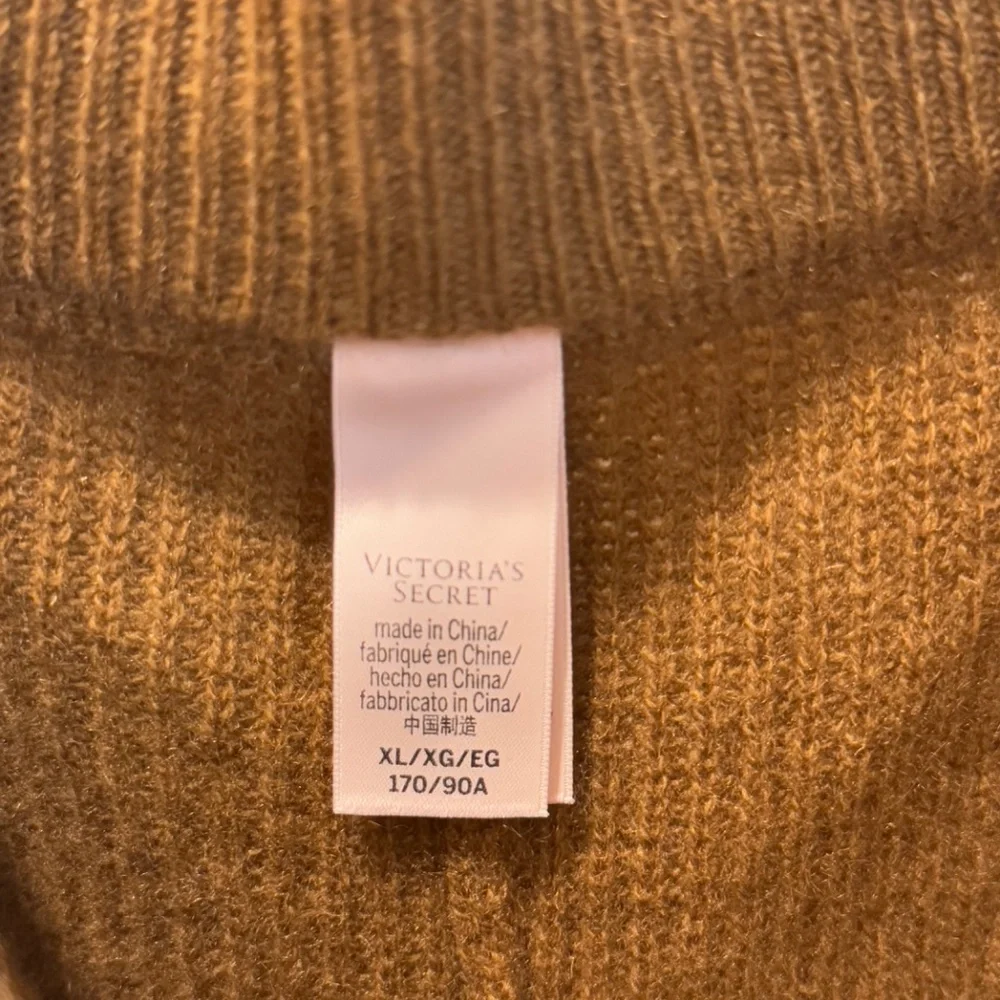 VICTORIA'S
SECRET
made in China/
fabriqué en Chine/
hecho en China/
fabbricato in Cina/
中国制造
XL/XG/EG
170/90A